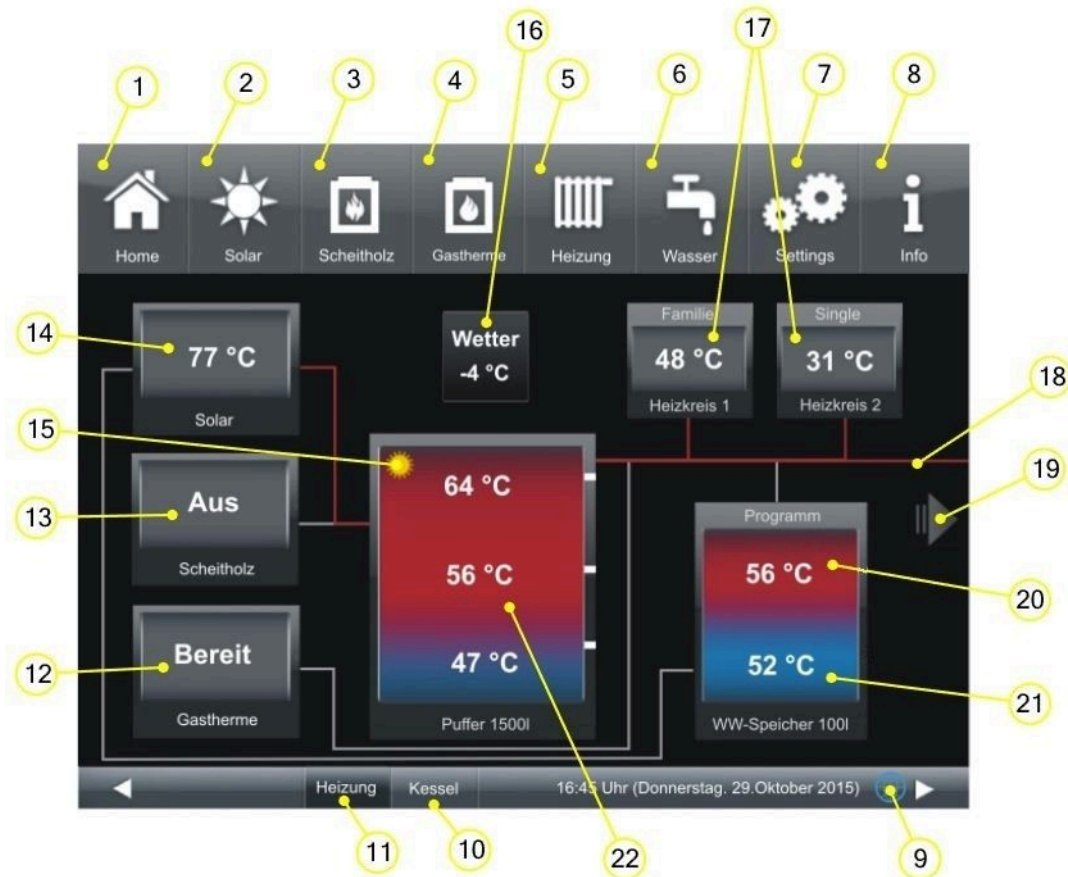 16
17
1
2
3
4
5
6
7
8
Home
Solar
Scheitholz
Gastherme
Heizung
Wasser
Settings
Info
14
77 °C
Solar
Wetter
-4 °C
Familie
48 °C
Heizkreis 1
Single
31 °C
Heizkreis 2
18
15
64 °C
56 °C
47 °C
Puffer 1500l
13
Aus
Scheitholz
19
Programm
56 °C
52 °C
WW-Speicher 100l
20
21
12
Bereit
Gastherme
Heizung
Kessel
16:45 Uhr (Donnerstag. 29.Oktober 2015)
11
10
22
9